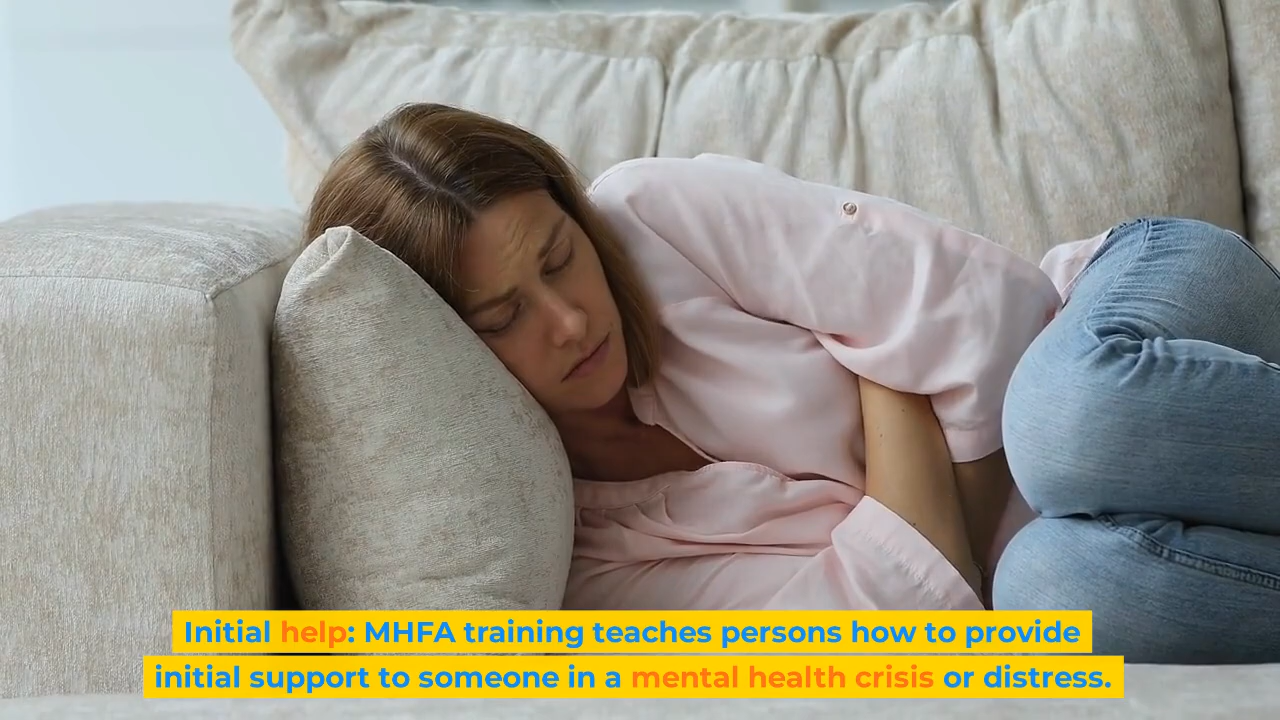 Initial help: MHFA training teaches persons how to provide
initial support to someone in a mental health crisis or distress.